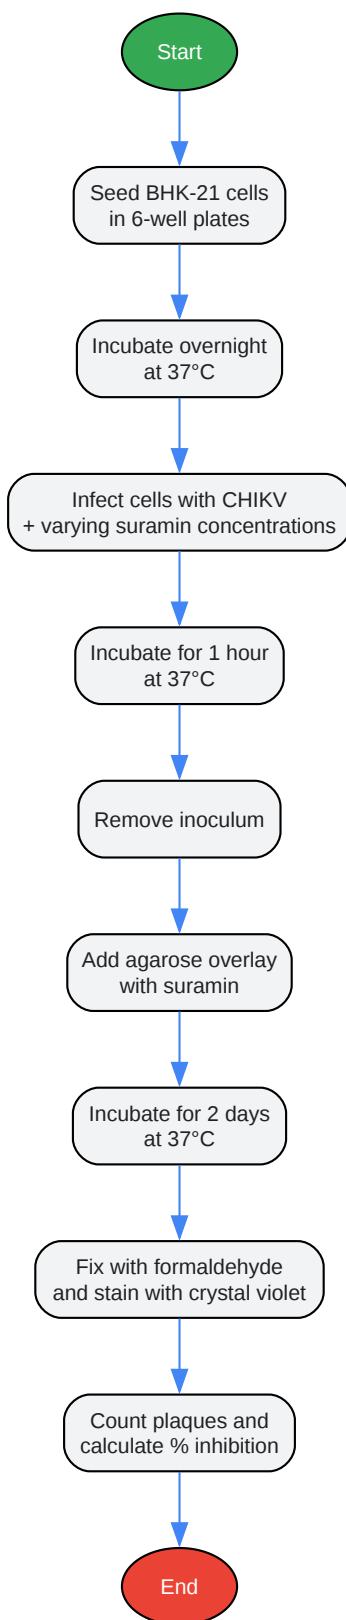 Start
Seed BHK-21 cells
in 6-well plates
Incubate overnight
at 37°C
Infect cells with CHIKV
+ varying suramin concentrations
Incubate for 1 hour
at 37°C
Remove inoculum
Add agarose overlay
with suramin
Incubate for 2 days
at 37°C
Fix with formaldehyde
and stain with crystal violet
Count plaques and
calculate % inhibition
End